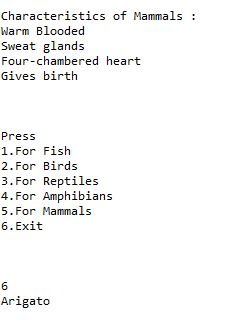 Characteristics of Mammals :
Warm Blooded
Sweat glands
Four-chambered heart
Gives birth
Press
1.For Fish
2.For Birds
3.For Reptiles
4.For Amphibians
5.For Mammals
6.Exit
6
Arigato